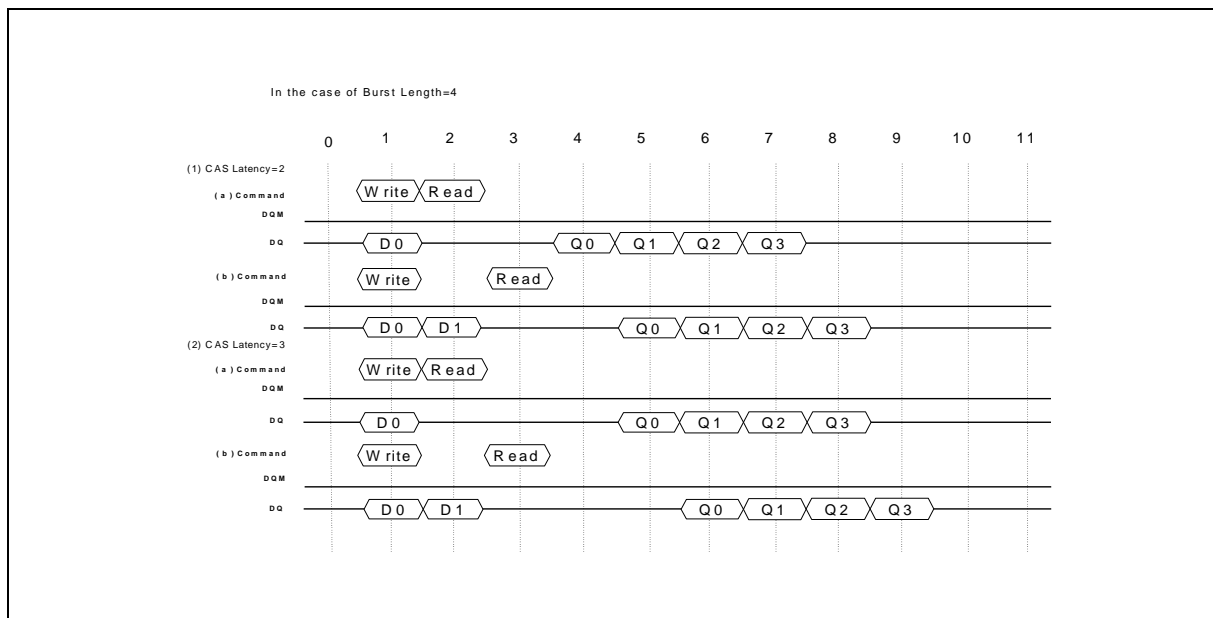 In the case of Burst Length=4
0 1 2 3 4 5 6 7 8 9 10 11
(1) CAS Latency=2
(a)Command Write Read
DQM
DQ D0 Q0 Q1 Q2 Q3
(b)Command Write Read
DQM
DQ D0 D1 Q0 Q1 Q2 Q3
(2) CAS Latency=3
(a)Command Write Read
DQM
DQ D0 Q0 Q1 Q2 Q3
(b)Command Write Read
DQM
DQ D0 D1 Q0 Q1 Q2 Q3